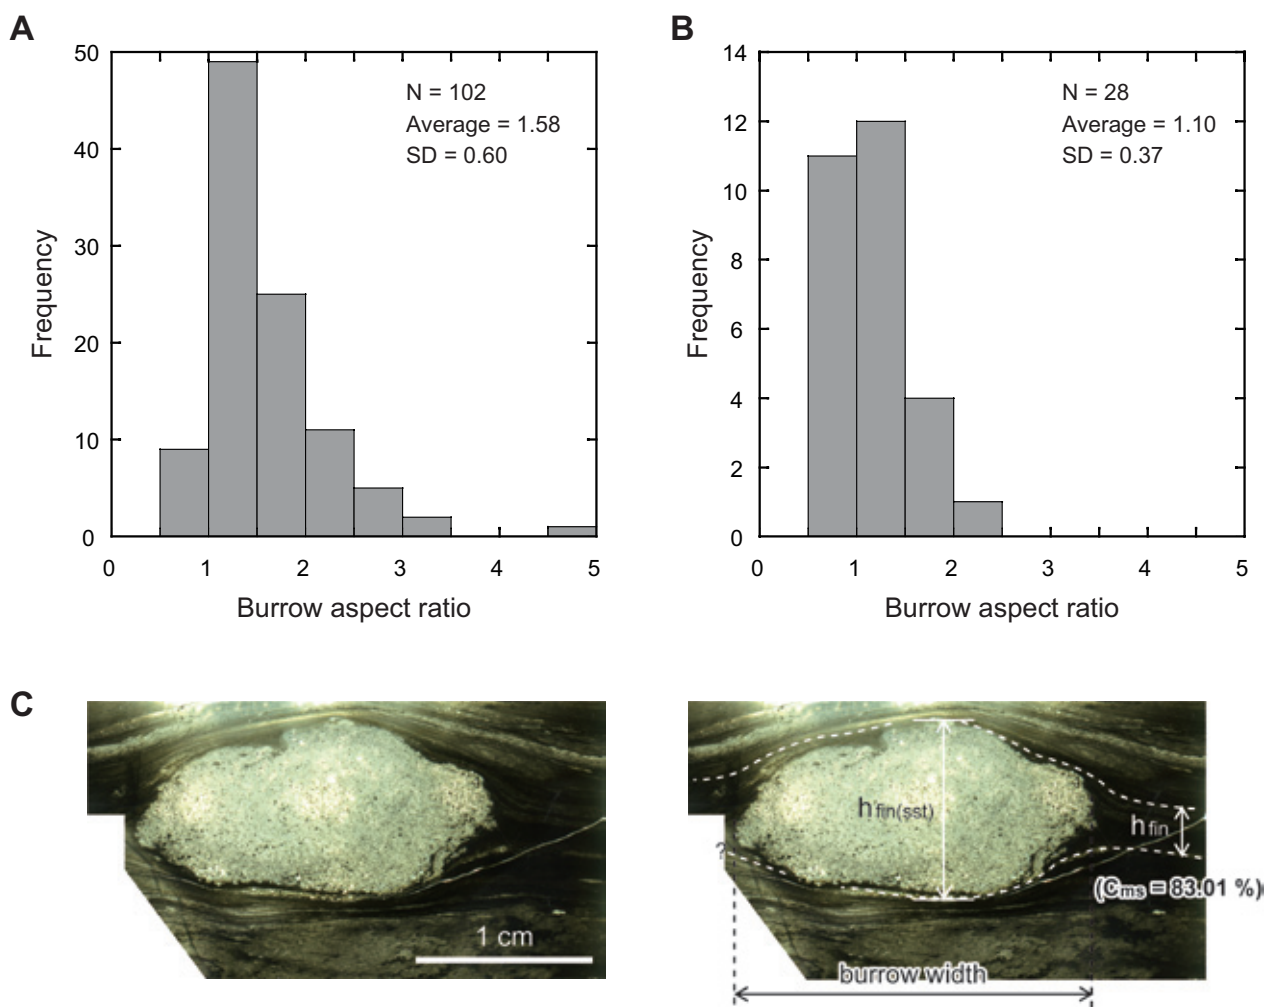 A
50
40
30
20
10
0
Frequency
N = 102
Average = 1.58
SD = 0.60
0 1 2 3 4 5
Burrow aspect ratio
B
14
12
10
8
6
4
2
0
Frequency
N = 28
Average = 1.10
SD = 0.37
0 1 2 3 4 5
Burrow aspect ratio
C
1 cm
hfin(sst)
hfin
?
(Cms = 83.01 %)
burrow width